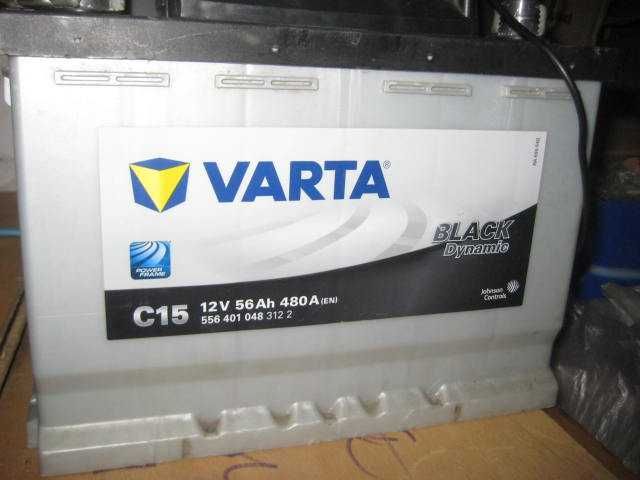 VARTA®
BLACK
Dynamic
POWER
FRAME
C15
12V 56Ah 480A (EN)
556 401 048 312 2
Johnson
Controls